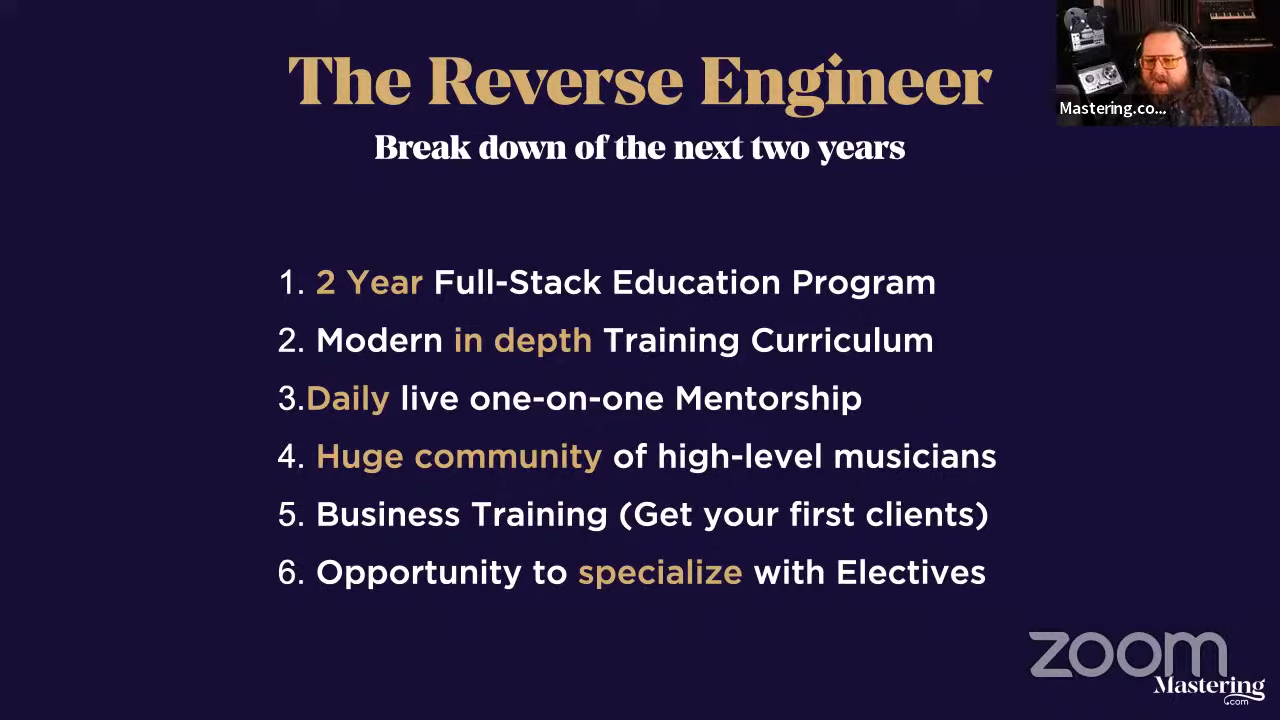 The Reverse Engineer
Break down of the next two years
Mastering.co...
1. 2 Year Full-Stack Education Program
2. Modern in depth Training Curriculum
3.Daily live one-on-one Mentorship
4. Huge community of high-level musicians
5. Business Training (Get your first clients)
6. Opportunity to specialize with Electives
zoom
Mastering
.com